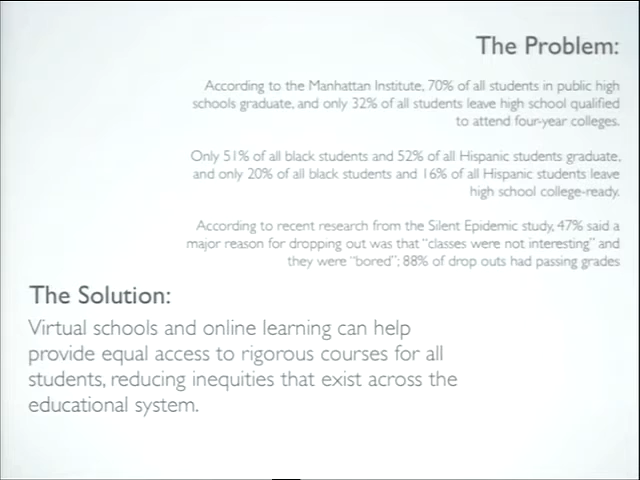 The Problem:
According to the Manhattan Institute, 70% of all students in public high
schools graduate, and only 32% of all students leave high school qualified
to attend four-year colleges.
Only 51% of all black students and 52% of all Hispanic students graduate,
and only 20% of all black students and 16% of all Hispanic students leave
high school college-ready.
According to recent research from the Silent Epidemic study, 47% said a
major reason for dropping out was that “classes were not interesting” and
they were “bored”; 88% of drop outs had passing grades
The Solution:
Virtual schools and online learning can help
provide equal access to rigorous courses for all
students, reducing inequities that exist across the
educational system.